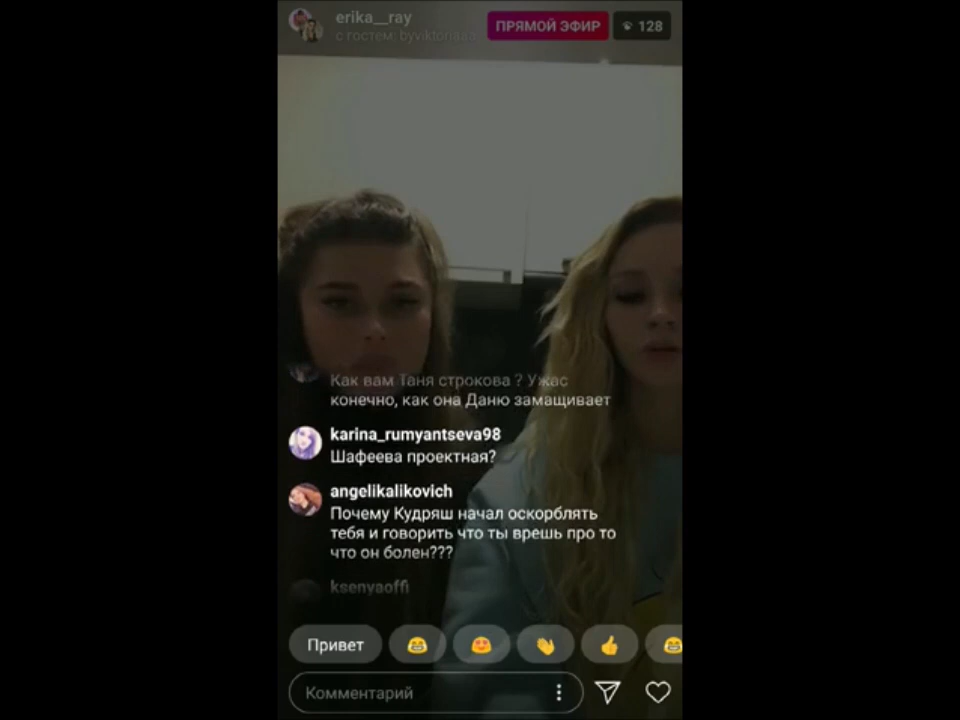 erika__ray
ПРЯМОЙ ЭФИР
128
с гостем: byviktoriaaa
Как вам Таня строкова ? Ужас
конечно, как она Даню замащивает
karina_rumyantseva98
Шафеева проектная?
angelikalikovich
Почему Кудряш начал оскорблять
тебя и говорить что ты врешь про то
что он болен???
ksenyaoffi
Привет
Комментарий